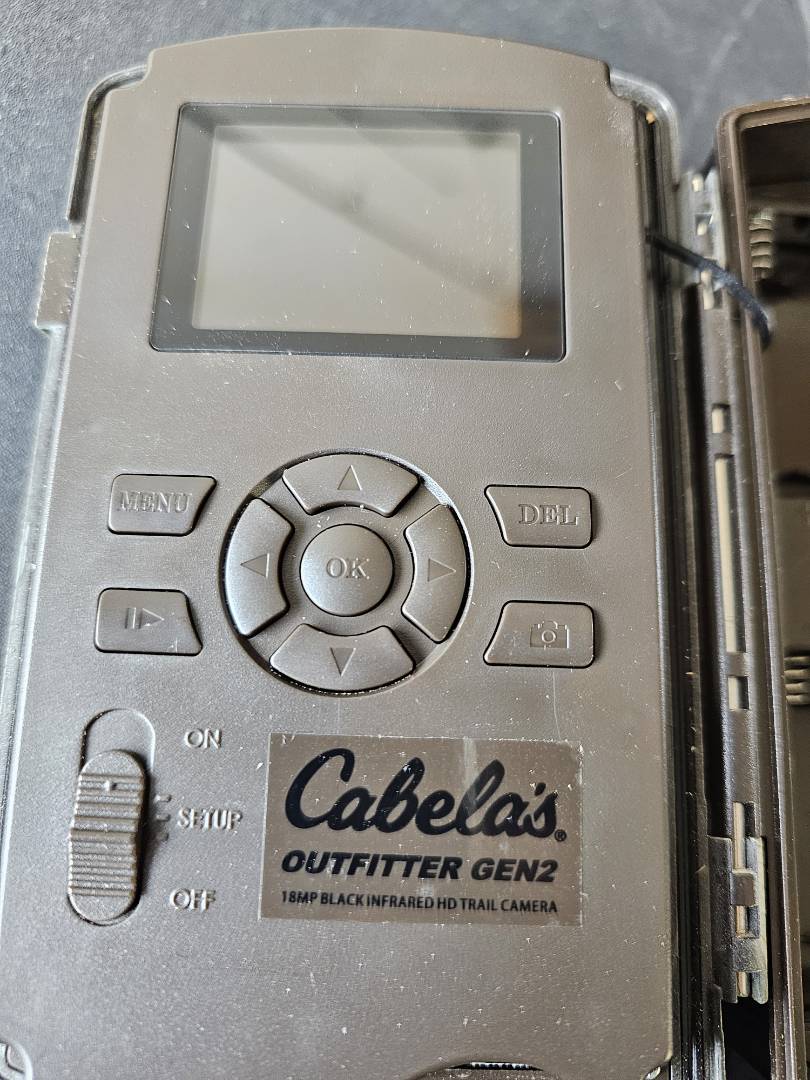 MENU
DEL
OK
ON
SETUP
OFF
Cabela's®
OUTFITTER GEN2
18MP BLACK INFRARED HD TRAIL CAMERA